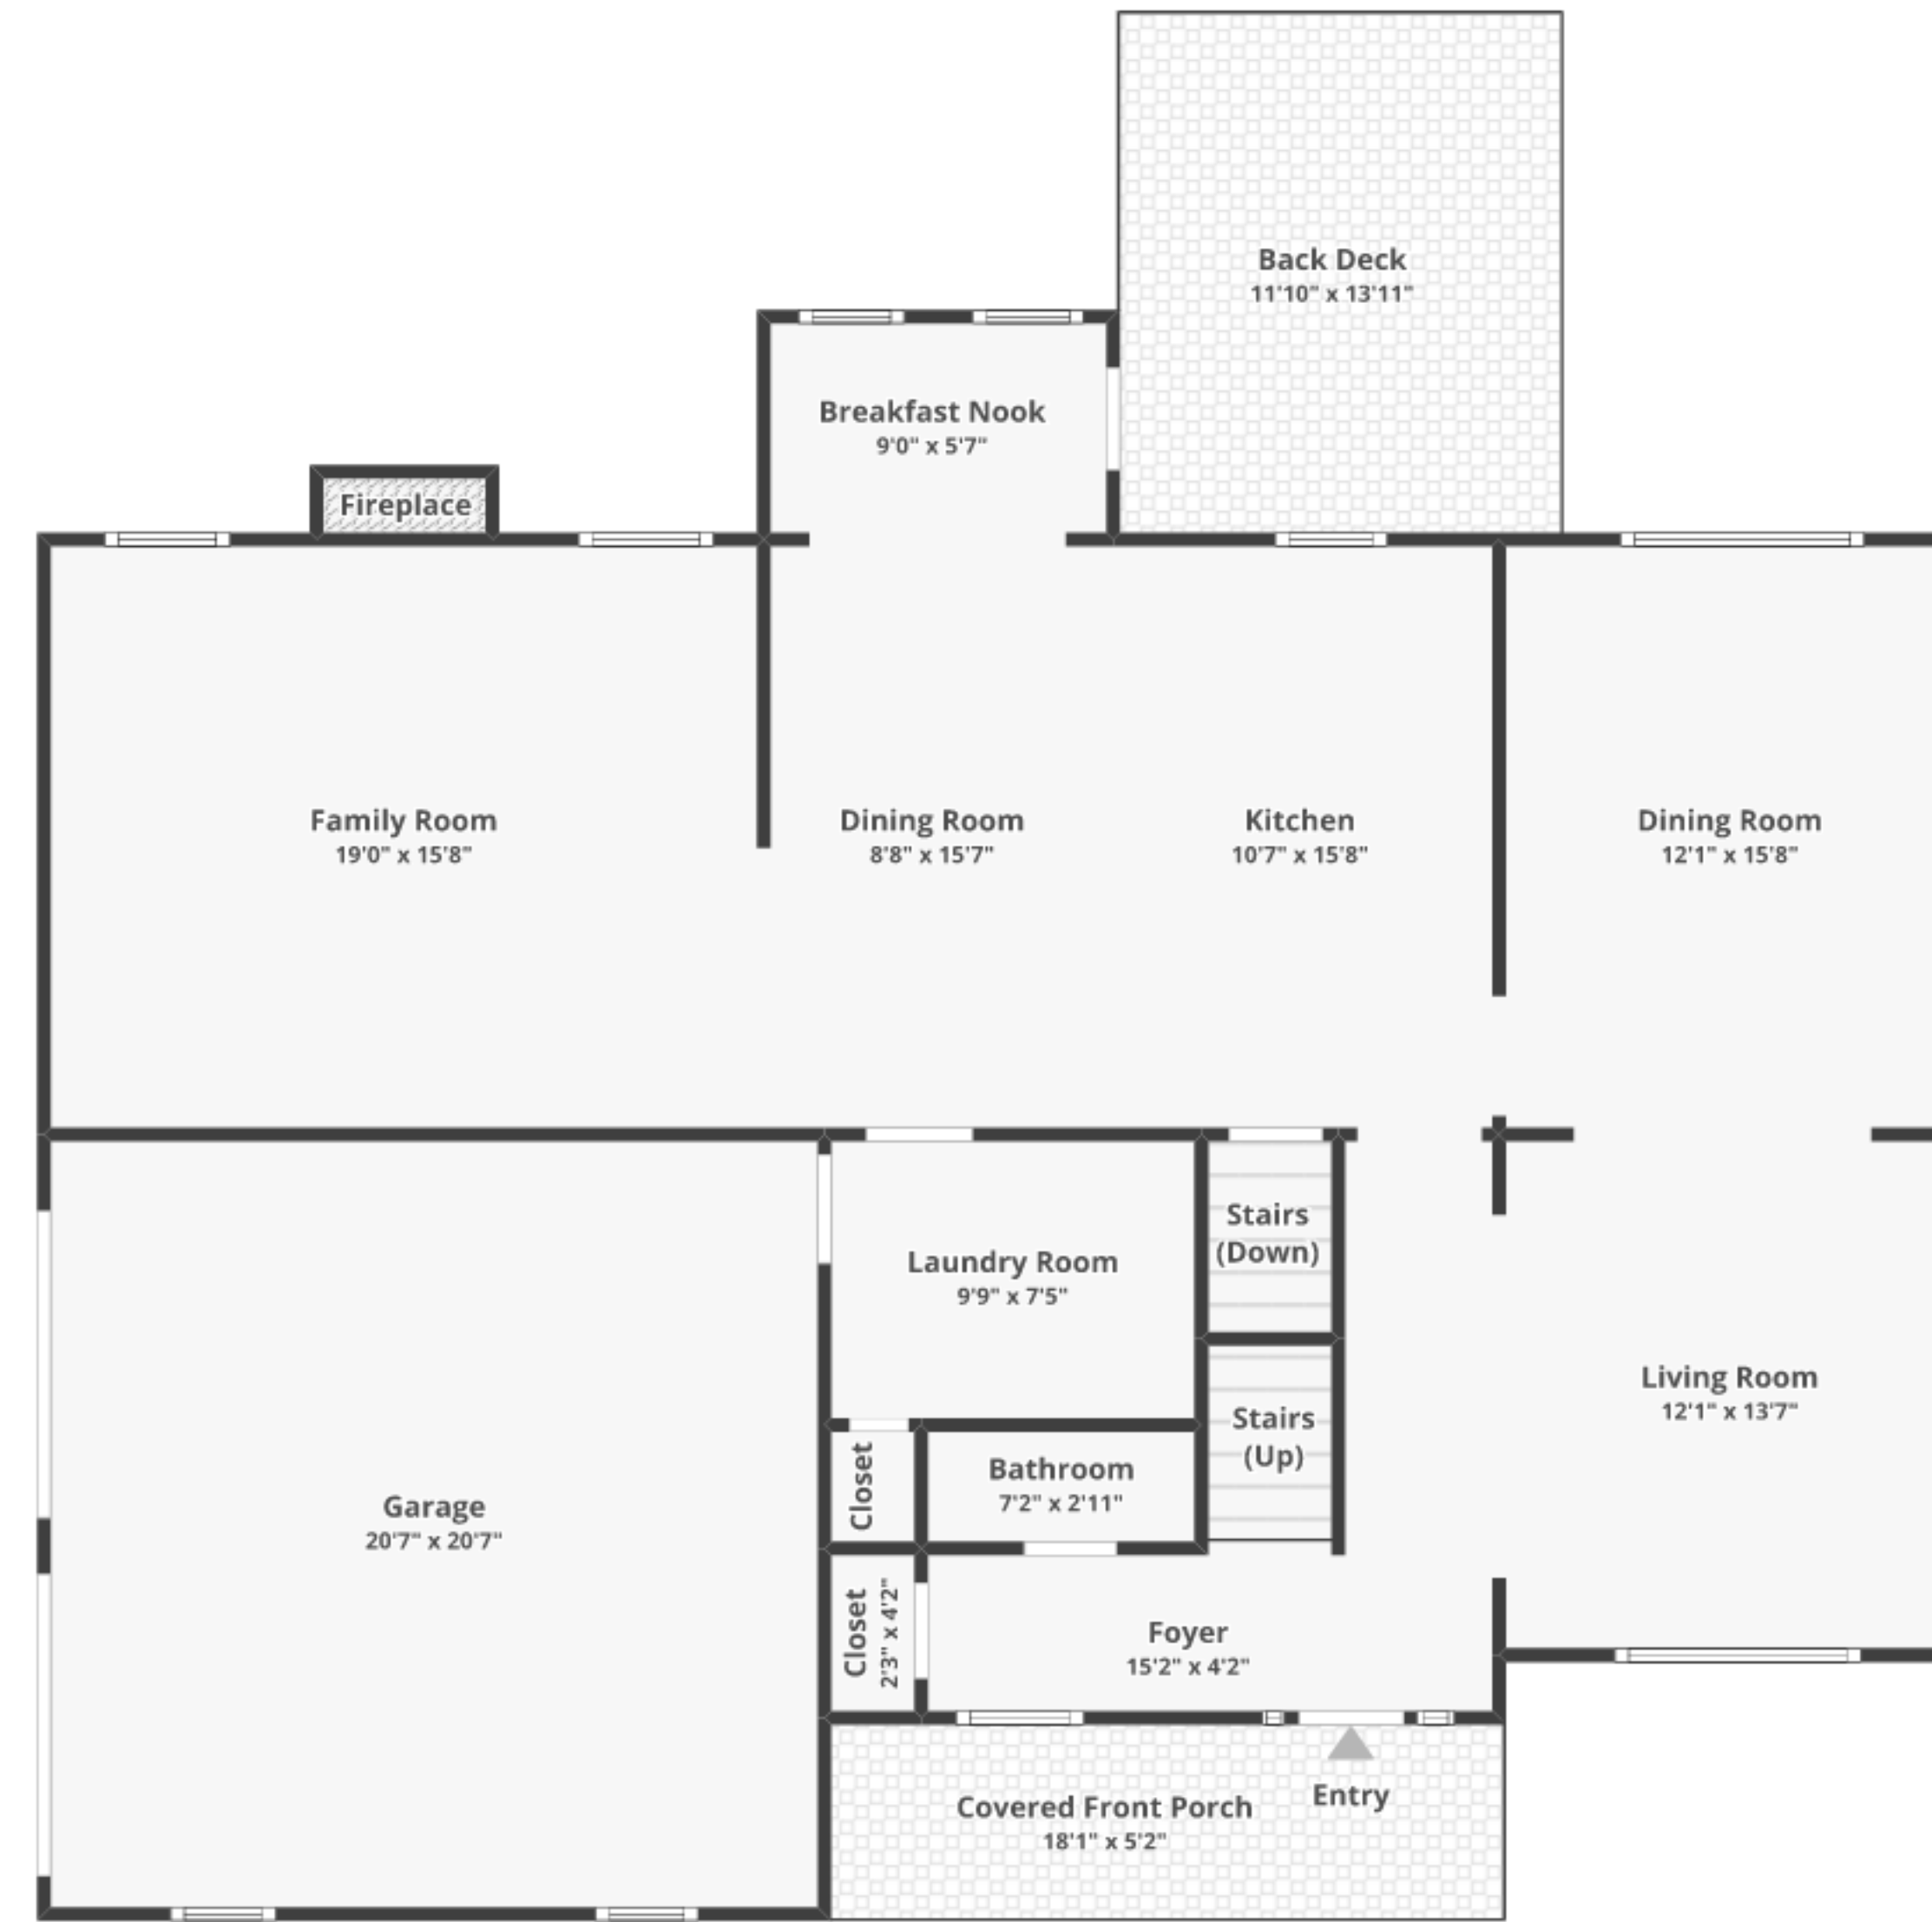 Back Deck
11'10" x 13'11"
Breakfast Nook
9'0" x 5'7"
Fireplace
Family Room
19'0" x 15'8"
Dining Room
8'8" x 15'7"
Kitchen
10'7" x 15'8"
Dining Room
12'1" x 15'8"
Stairs
(Down)
Laundry Room
9'9" x 7'5"
Living Room
12'1" x 13'7"
Stairs
(Up)
Closet
Bathroom
7'2" x 2'11"
Garage
20'7" x 20'7"
Closet
2'3" x 4'2"
Foyer
15'2" x 4'2"
Entry
Covered Front Porch
18'1" x 5'2"